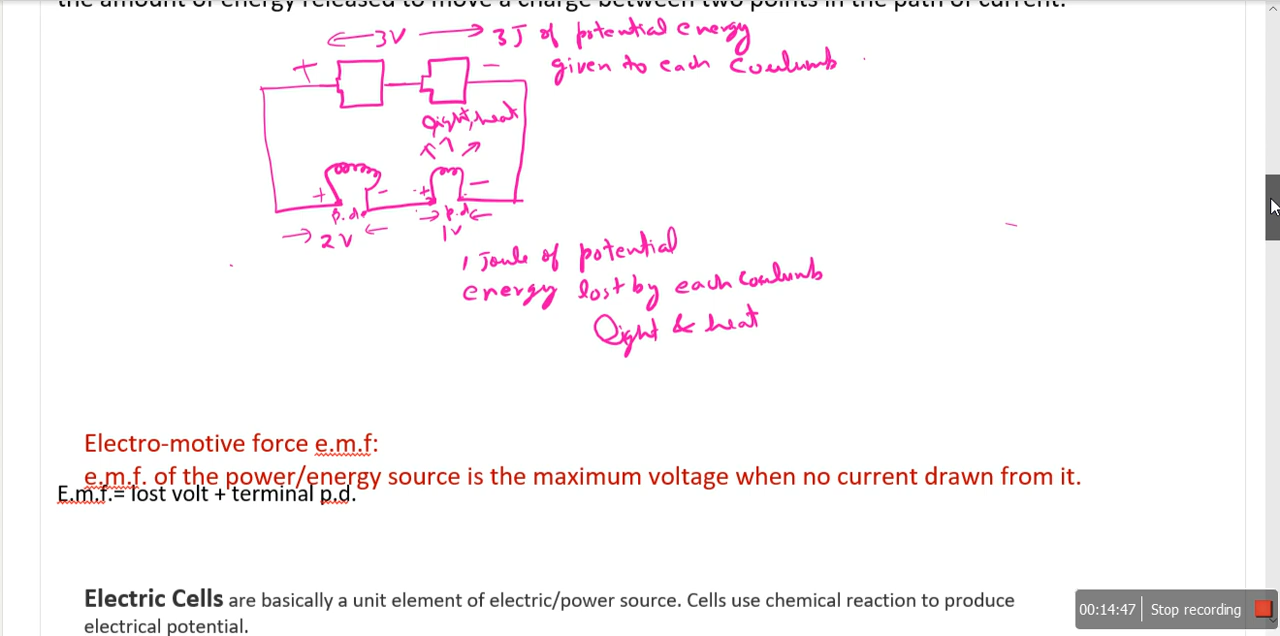 the amount of energy released to move a charge between two points in the path of current.
←3V → 3J of potential energy
given to each Coulumb
+ −
light, heat
+ − + −
p.d. → p.d ←
→ 2V ← 1V
1 Joule of potential
energy lost by each Coulumb
Light & heat
Electro-motive force e.m.f:
e.m.f. of the power/energy source is the maximum voltage when no current drawn from it.
E.m.f.= lost volt + terminal p.d.
Electric Cells are basically a unit element of electric/power source. Cells use chemical reaction to produce
electrical potential.
00:14:47 Stop recording